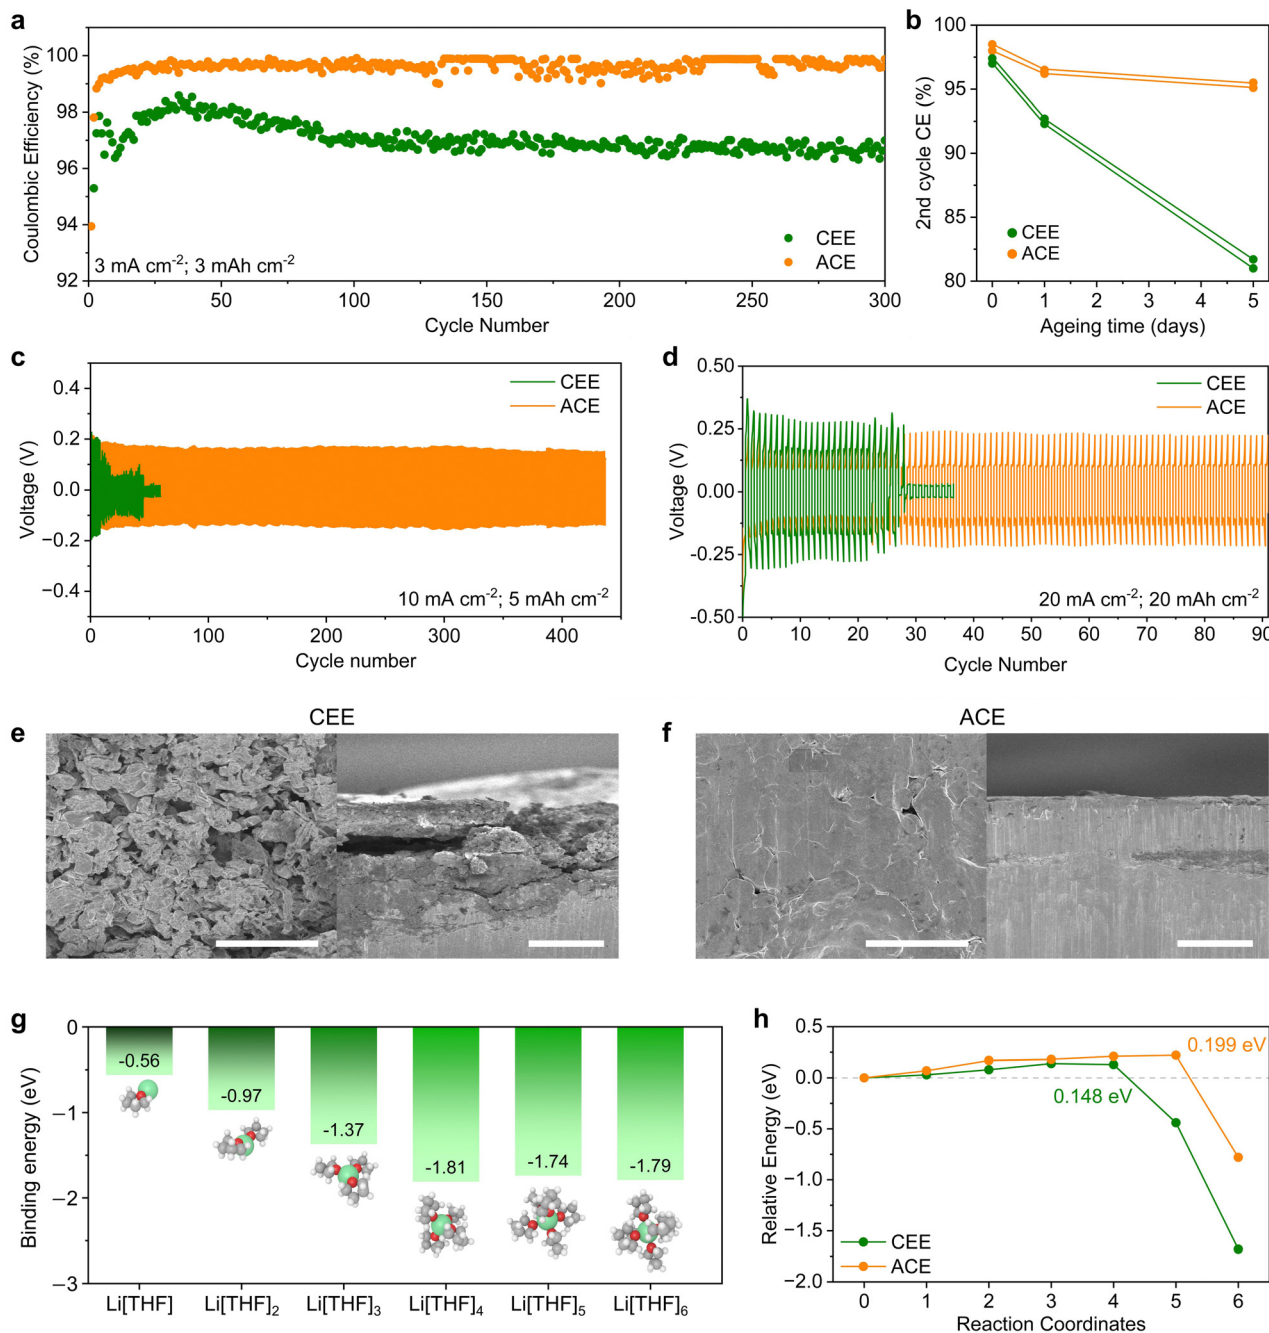 a
Coulombic Efficiency (%)
100
98
96
94
92
0
50
100
150
200
250
300
Cycle Number
CEE
ACE
3 mA cm⁻²; 3 mAh cm⁻²
b
2nd cycle CE (%)
100
95
90
85
80
0
1
2
3
4
5
Ageing time (days)
CEE
ACE
c
Voltage (V)
0.4
0.2
0.0
−0.2
−0.4
0
100
200
300
400
Cycle number
CEE
ACE
10 mA cm⁻²; 5 mAh cm⁻²
d
Voltage (V)
0.50
0.25
0.00
-0.25
-0.50
0
10
20
30
40
50
60
70
80
90
Cycle Number
CEE
ACE
20 mA cm⁻²; 20 mAh cm⁻²
e
CEE
f
ACE
g
Binding energy (eV)
0
−1
−2
−3
-0.56
-0.97
-1.37
-1.81
-1.74
-1.79
Li[THF]
Li[THF]₂
Li[THF]₃
Li[THF]₄
Li[THF]₅
Li[THF]₆
h
Relative Energy (eV)
0.5
0.0
−0.5
−1.0
−1.5
−2.0
0.199 eV
0.148 eV
CEE
ACE
0
1
2
3
4
5
6
Reaction Coordinates